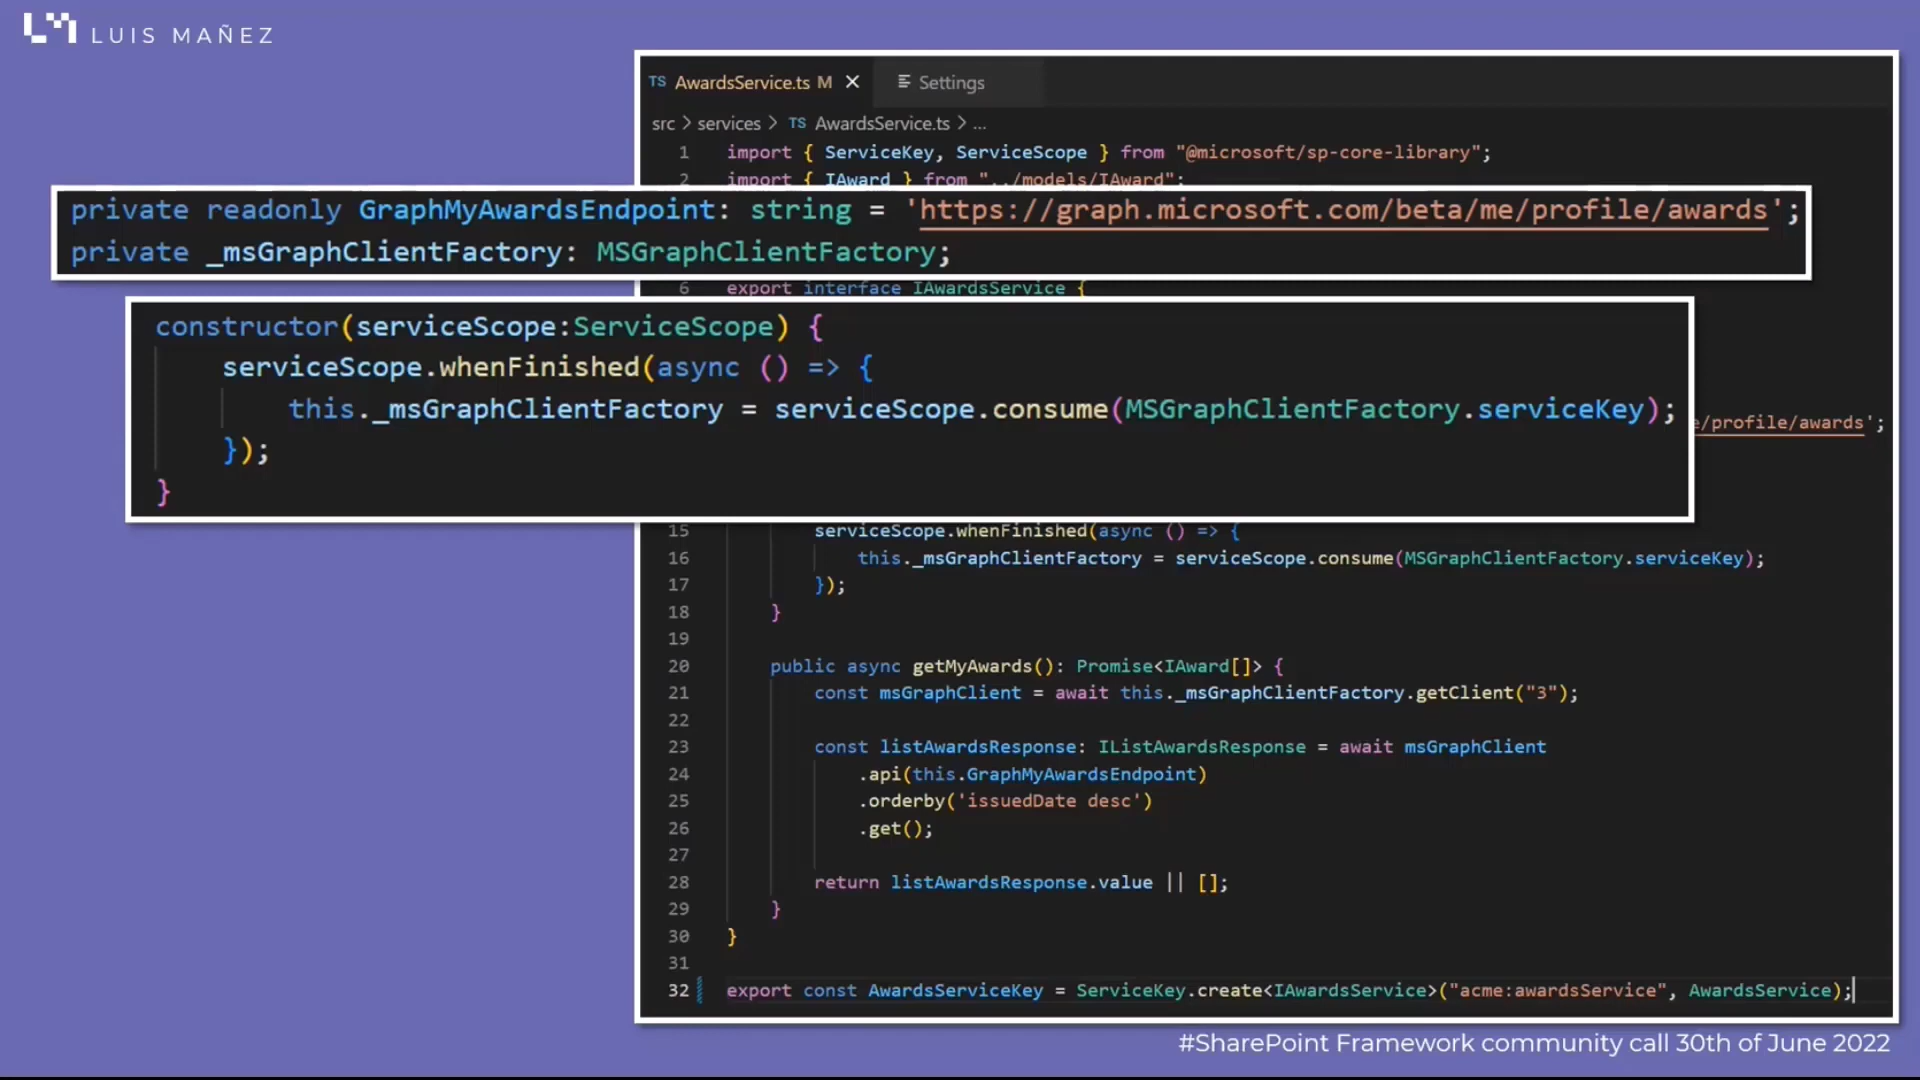 LUIS MAÑEZ
TS AwardsService.ts M × Settings
src > services > TS AwardsService.ts > ...
1 import { ServiceKey, ServiceScope } from "@microsoft/sp-core-library";
2 import { IAward } from "../models/IAward";
private readonly GraphMyAwardsEndpoint: string = 'https://graph.microsoft.com/beta/me/profile/awards';
private _msGraphClientFactory: MSGraphClientFactory;
6 export interface IAwardsService {
constructor(serviceScope:ServiceScope) {
serviceScope.whenFinished(async () => {
this._msGraphClientFactory = serviceScope.consume(MSGraphClientFactory.serviceKey);
e/profile/awards';
});
}
15 serviceScope.whenFinished(async () => {
16 this._msGraphClientFactory = serviceScope.consume(MSGraphClientFactory.serviceKey);
17 });
18 }
19
20 public async getMyAwards(): Promise<IAward[]> {
21 const msGraphClient = await this._msGraphClientFactory.getClient("3");
22
23 const listAwardsResponse: IListAwardsResponse = await msGraphClient
24 .api(this.GraphMyAwardsEndpoint)
25 .orderby('issuedDate desc')
26 .get();
27
28 return listAwardsResponse.value || [];
29 }
30 }
31
32 export const AwardsServiceKey = ServiceKey.create<IAwardsService>("acme:awardsService", AwardsService);
#SharePoint Framework community call 30th of June 2022